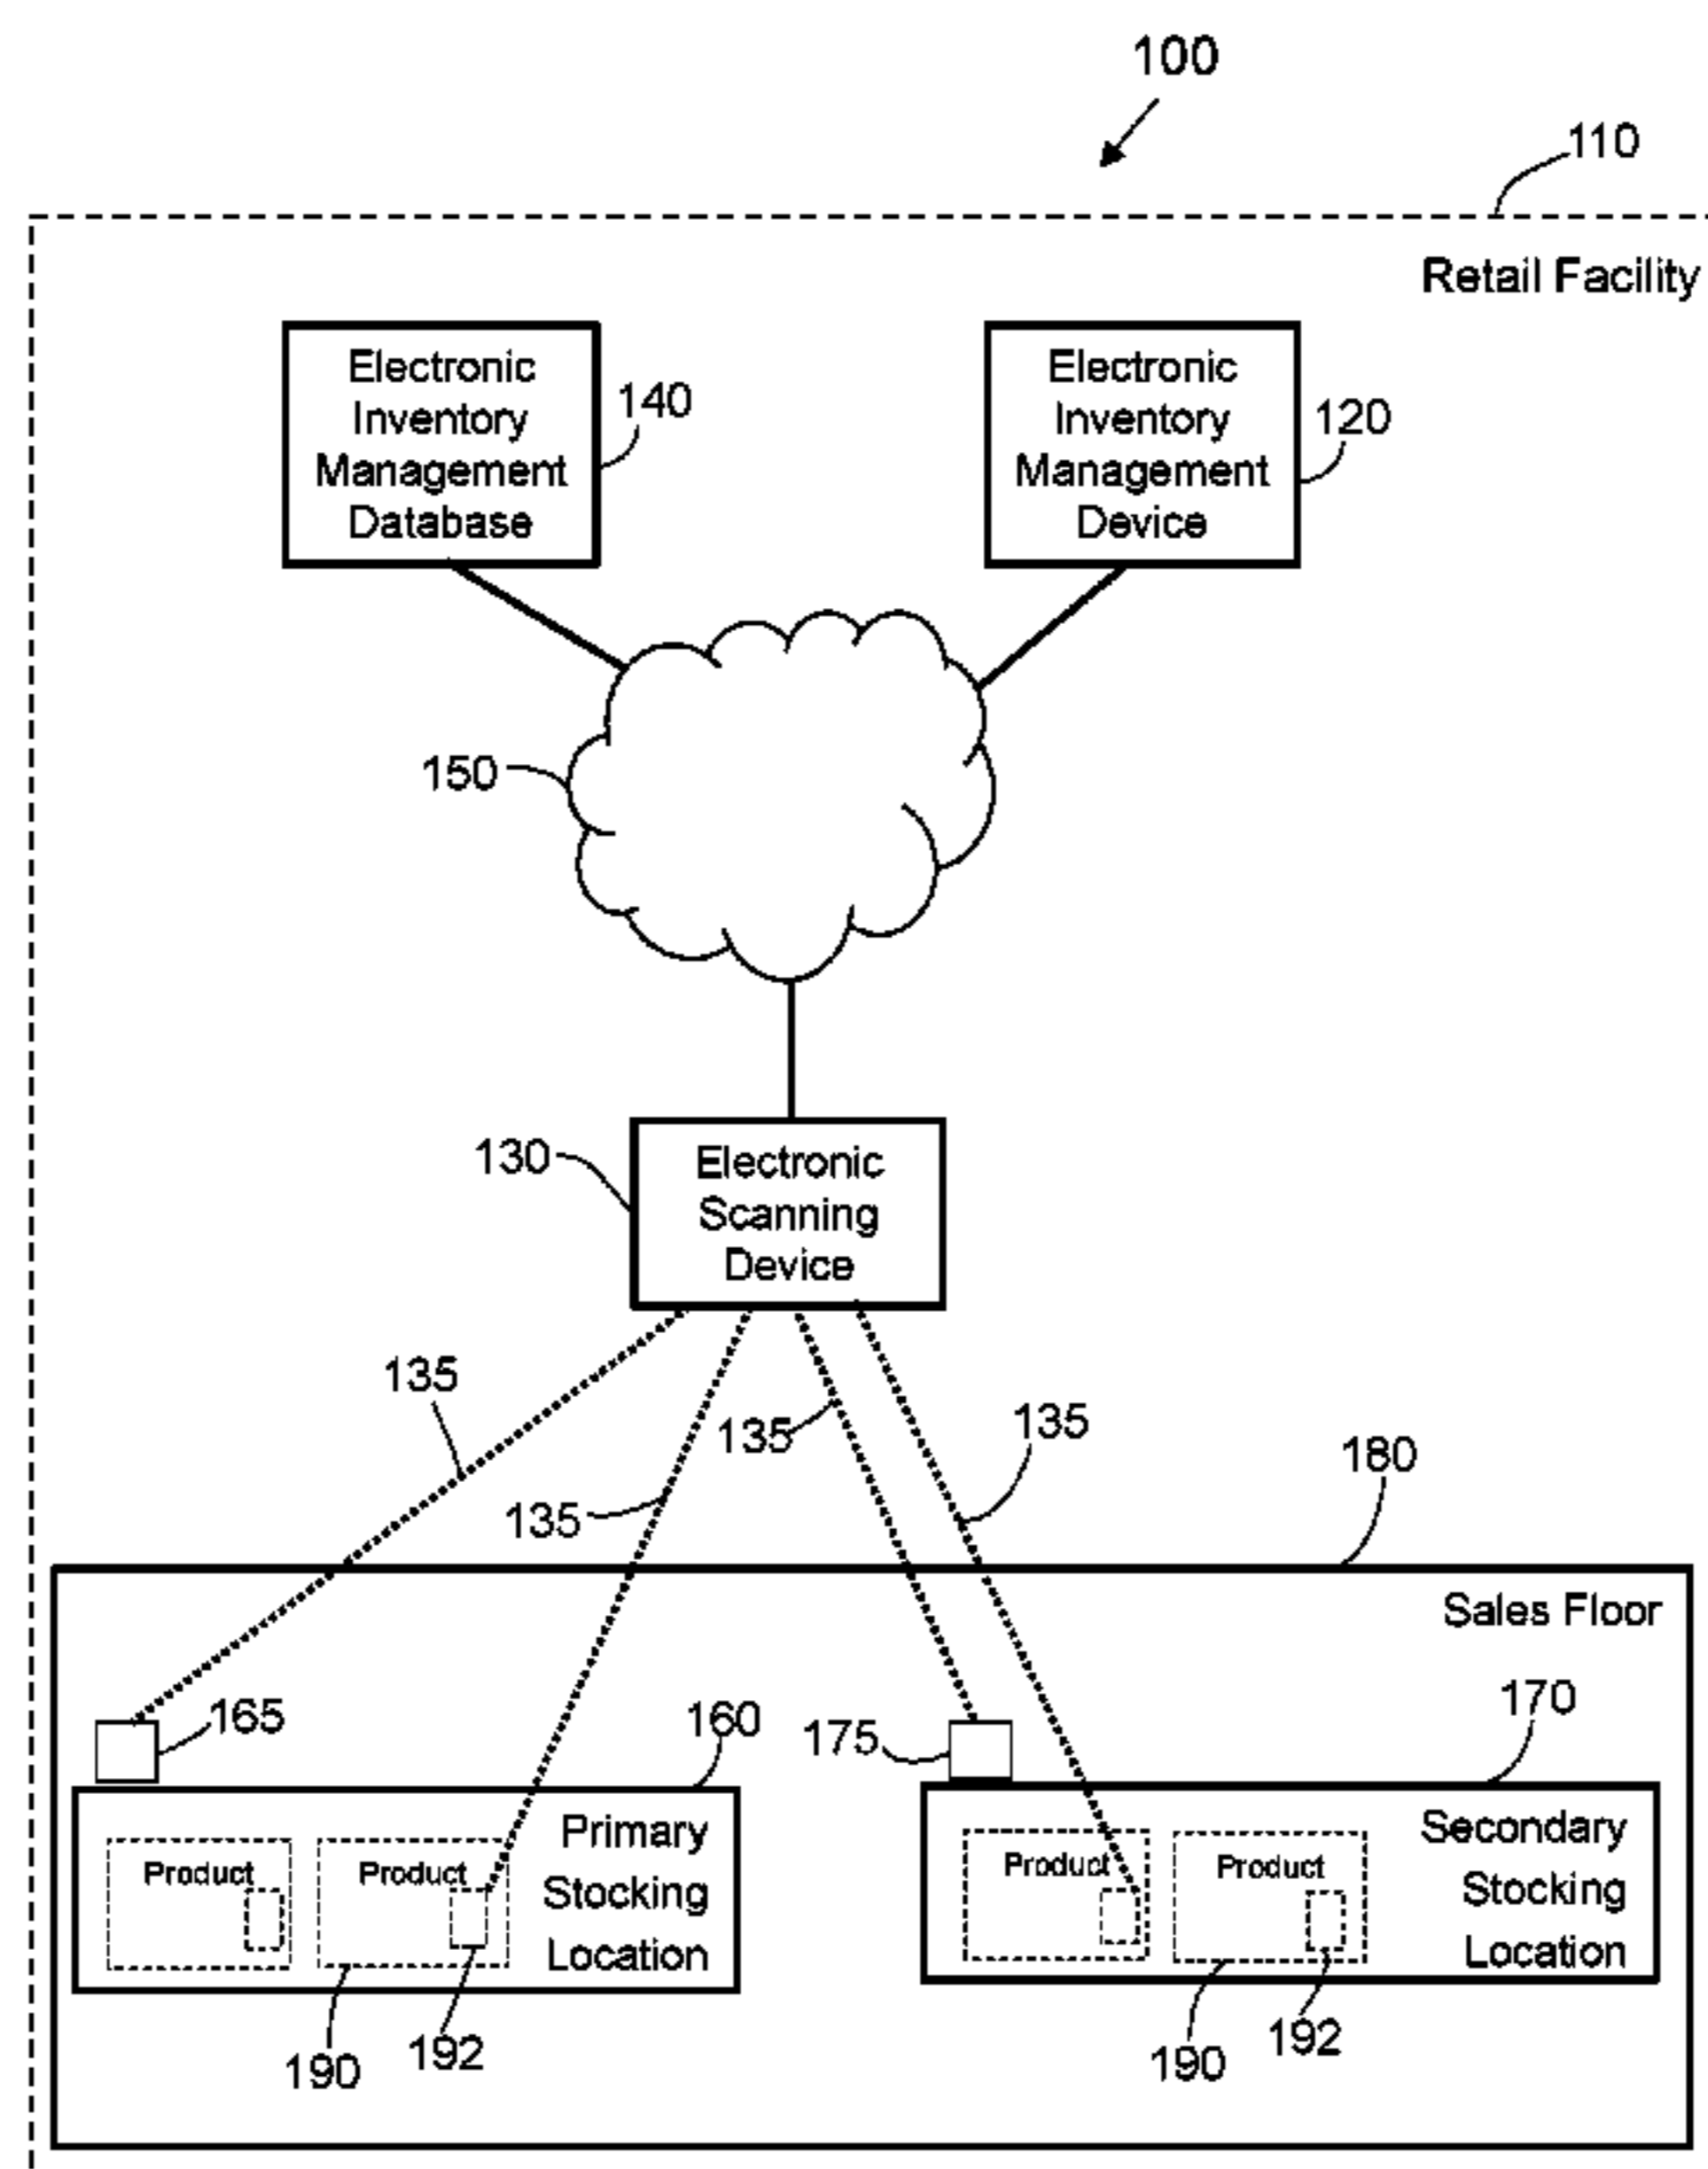 100
110
Retail Facility
Electronic
Inventory
Management
Database
140
Electronic
Inventory
Management
Device
120
150
130
Electronic
Scanning
Device
135
135
135
135
180
Sales Floor
165
160
175
170
Primary
Stocking
Location
Product
Product
Secondary
Stocking
Location
Product
Product
190
192
190
192